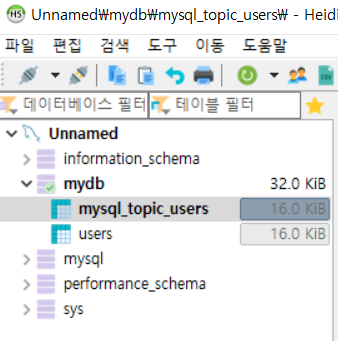 HS Unnamed₩mydb₩mysql_topic_users₩ - Heidi
파일 편집 검색 도구 이동 도움말
데이터베이스 필터 테이블 필터
Unnamed
information_schema
mydb 32.0 KiB
mysql_topic_users 16.0 KiB
users 16.0 KiB
mysql
performance_schema
sys